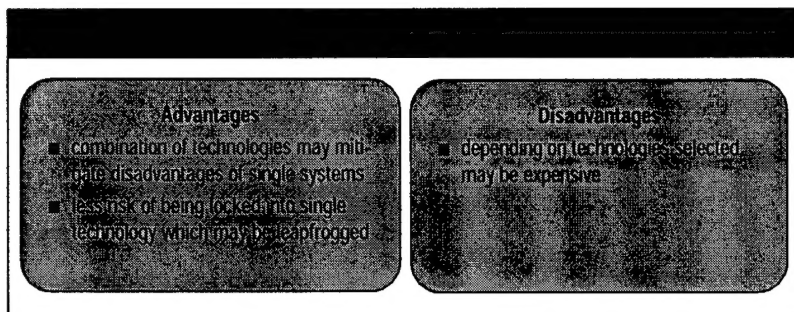 Advantages
■ combination of technologies may miti-
gate disadvantages of single systems
■ less risk of being locked into single
technology which may be leapfrogged
Disadvantages
■ depending on technologies selected,
may be expensive